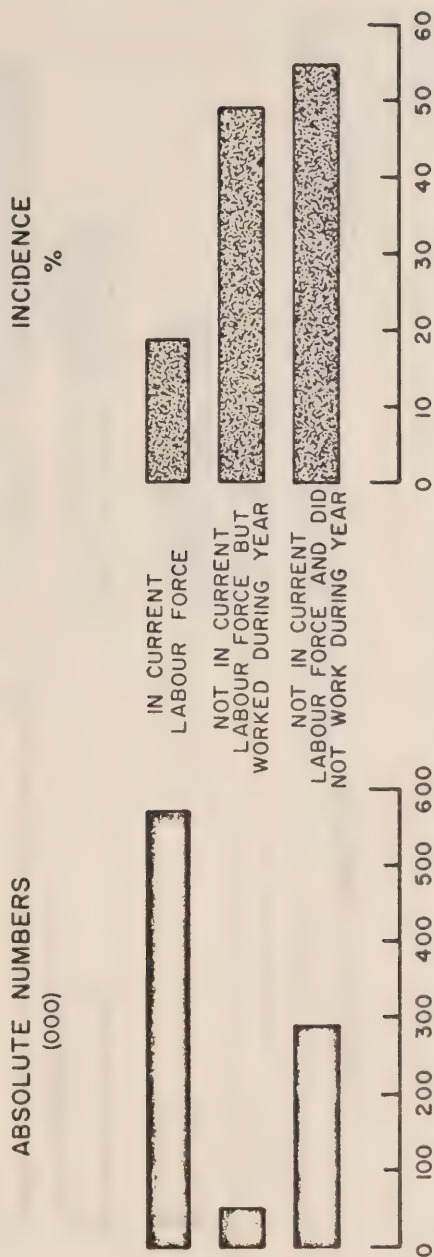 ABSOLUTE NUMBERS
(000)
INCIDENCE
%
IN CURRENT
LABOUR FORCE
NOT IN CURRENT
LABOUR FORCE BUT
WORKED DURING YEAR
NOT IN CURRENT
LABOUR FORCE AND DID
NOT WORK DURING YEAR
0 100 200 300 400 500 600
0 10 20 30 40 50 60